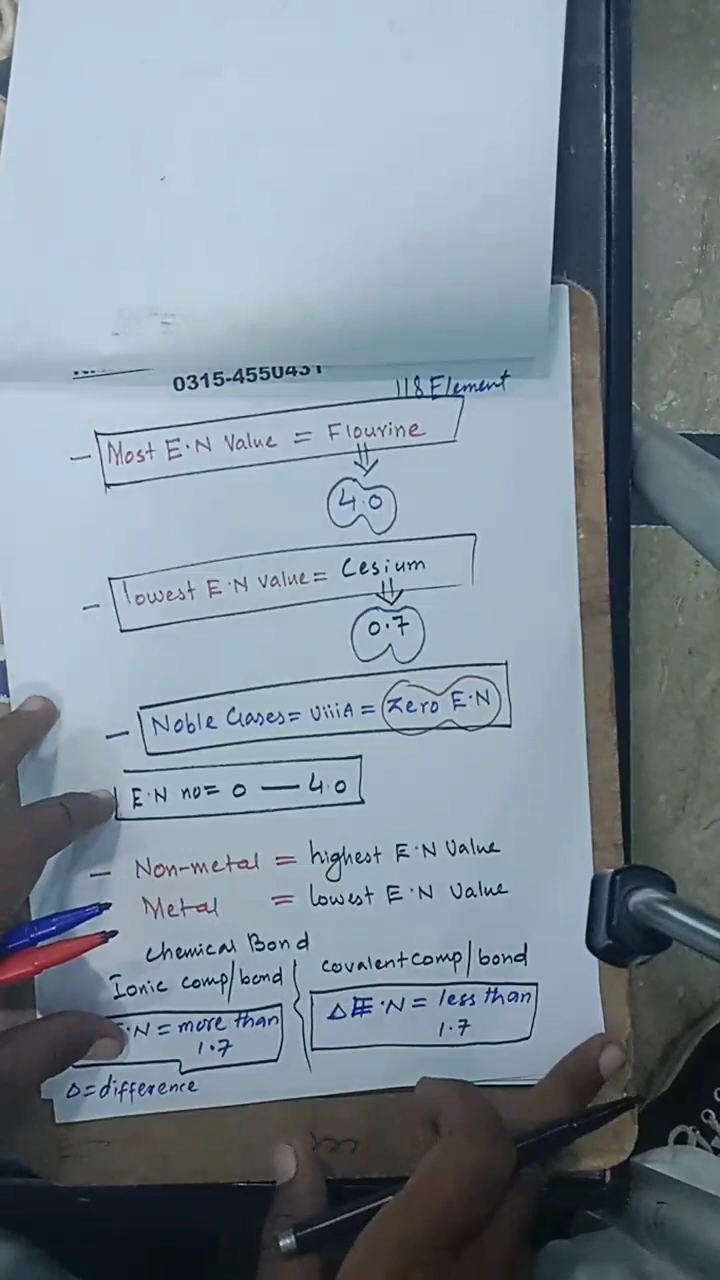 0315-4550431
118 Element
– Most E.N Value = Flourine
4.0
– lowest E.N value = Cesium
0.7
– Noble Gases = viiiA = Zero E.N
E.N no = 0 — 4.0
– Non-metal = highest E.N Value
Metal = lowest E.N Value
chemical Bond
Ionic comp/bond
.N = more than
1.7
covalent comp/bond
ΔE.N = less than
1.7
Δ = difference